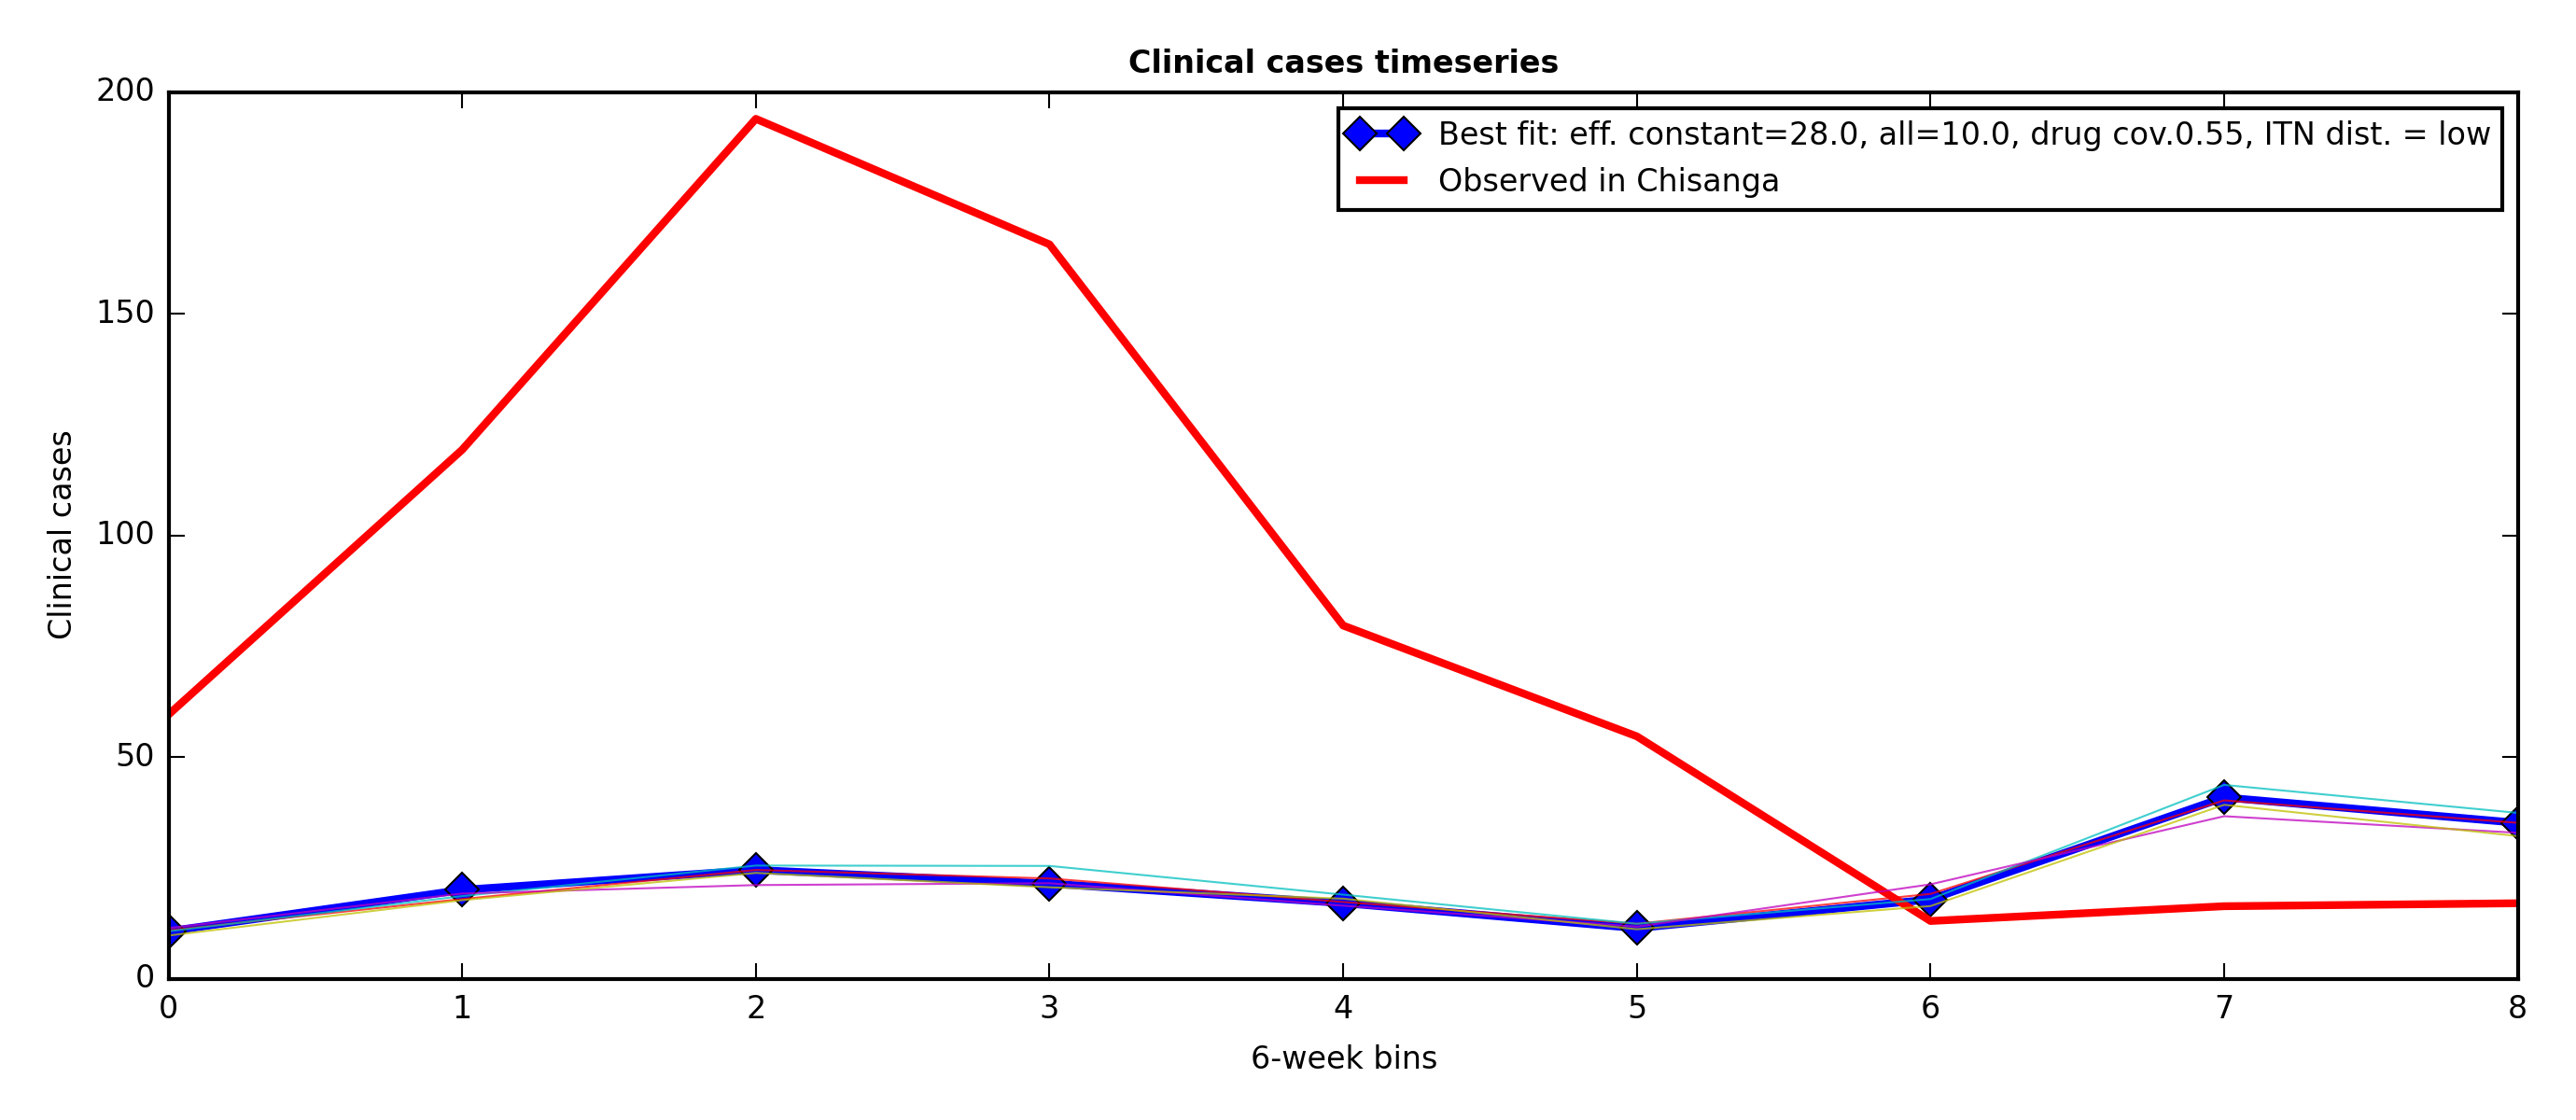 Clinical cases timeseries
200
150
100
50
0
Clinical cases
Best fit: eff. constant=28.0, all=10.0, drug cov.0.55, ITN dist. = low
Observed in Chisanga
0 1 2 3 4 5 6 7 8
6-week bins